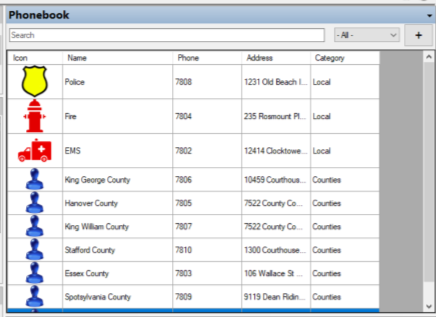 Phonebook
Search - All - +
Icon Name Phone Address Category
Police 7808 1231 Old Beach l... Local
Fire 7804 235 Rosmount Pl... Local
EMS 7802 12414 Clocktowe... Local
King George County 7806 10459 Courthous... Counties
Hanover County 7805 7522 County Co... Counties
King William County 7807 7522 County Co... Counties
Stafford County 7810 1300 Courthouse... Counties
Essex County 7803 106 Wallace St ... Counties
Spotsylvania County 7809 9119 Dean Ridin... Counties